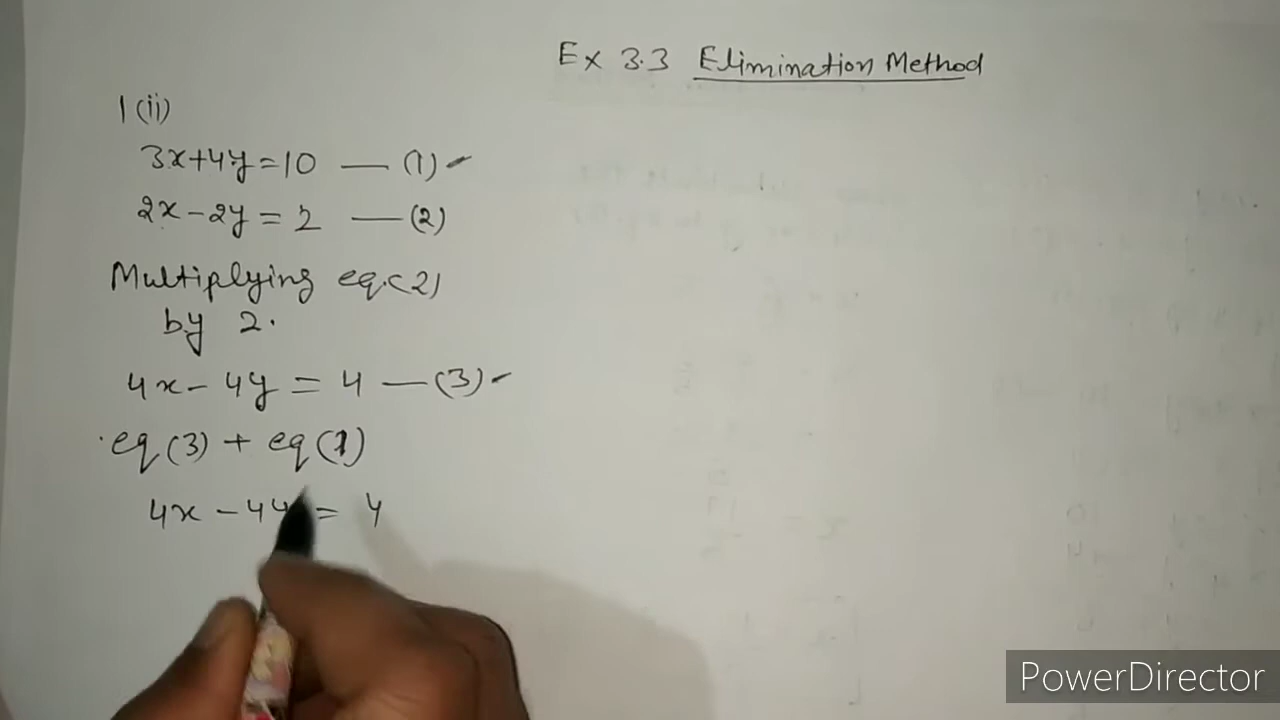 Ex 3.3 Elimination Method
1 (ii)
3x+4y=10 — (1)
2x-2y = 2 — (2)
Multiplying eq.(2)
by 2.
4x-4y = 4 — (3)
eq (3) + eq (1)
4x - 4y = 4
PowerDirector